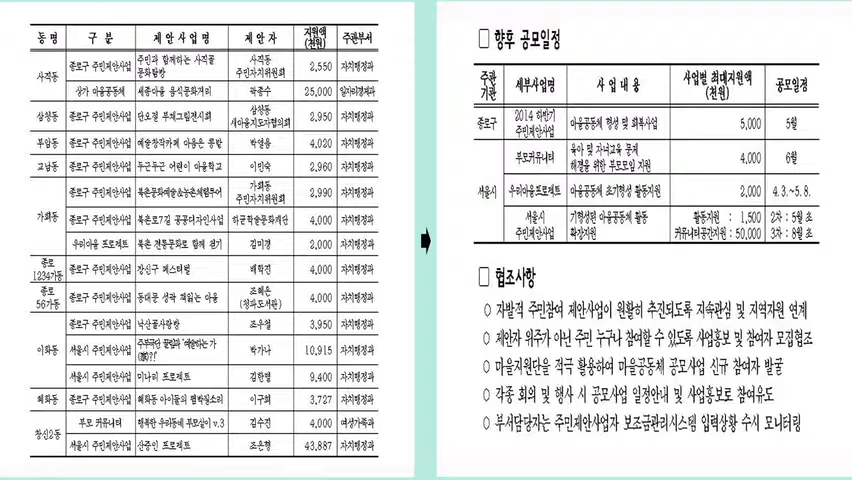 동 명 구 분 제 안 사 업 명 제 안 자 지원액 (천원) 주관부서
사직동 종로구 주민제안사업 주민과 함께하는 사직골 문화탐방 사직동 주민자치위원회 2,550 자치행정과
상가 마을공동체 세종마을 음식문화거리 곽종수 25,000 일자리경제과
삼청동 종로구 주민제안사업 단오절 부채그림전시회 삼청동 새마을지도자협의회 2,950 자치행정과
부암동 종로구 주민제안사업 예술창작카페 마음은 콩밭 박영용 4,020 자치행정과
교남동 종로구 주민제안사업 두근두근 어린이 마을학교 이민숙 2,960 자치행정과
가회동 종로구 주민제안사업 북촌문화예술&농촌체험투어 가회동 주민자치위원회 2,990 자치행정과
종로구 주민제안사업 북촌로7길 공공디자인사업 하균학술문화재단 4,000 자치행정과
우리마을 프로젝트 북촌 전통문화로 함께 걷기 김미경 2,000 자치행정과
종로 1234가동 종로구 주민제안사업 강신구 페스티벌 배학진 4,000 자치행정과
종로 56가동 종로구 주민제안사업 동대문 성곽 책읽는 마을 조혜은 (청파도서관) 4,000 자치행정과
이화동 종로구 주민제안사업 낙산골사랑방 조우철 3,950 자치행정과
서울시 주민제안사업 박가나 10,915 자치행정과
서울시 주민제안사업 미나리 프로젝트 김한영 9,400 자치행정과
혜화동 종로구 주민제안사업 혜화동 아이들의 협박원소리 이구희 3,727 자치행정과
창신2동 부모 커뮤니티 행복한 우리동네 부모살이 v.3 김수진 4,000 여성가족과
서울시 주민제안사업 산증인 프로젝트 조은형 43,887 자치행정과
□ 향후 공모일정
주관 기관 세부사업명 사 업 내 용 사업별 최대지원액 (천원) 공모일정
종로구 2014 하반기 주민제안사업 마을공동체 형성 및 회복사업 5,000 5월
서울시 부모커뮤니티 육아 및 자녀교육 문제 해결을 위한 부모모임 지원 4,000 6월
우리마을프로젝트 마을공동체 초기형성 활동지원 2,000 4.3.~5.8.
서울시 주민제안사업 기형성된 마을공동체 활동 확장지원 활동지원 : 1,500 2차 : 5월 초
커뮤니티공간지원 : 50,000 3차 : 8월 초
□ 협조사항
○ 자발적 주민참여 제안사업이 원활히 추진되도록 지속관심 및 지역자원 연계
○ 제안자 위주가 아닌 주민 누구나 참여할 수 있도록 사업홍보 및 참여자 모집협조
○ 마을지원단을 적극 활용하여 마을공동체 공모사업 신규 참여자 발굴
○ 각종 회의 및 행사 시 공모사업 일정안내 및 사업홍보로 참여유도
○ 부서담당자는 주민제안사업자 보조금관리시스템 입력상황 수시 모니터링